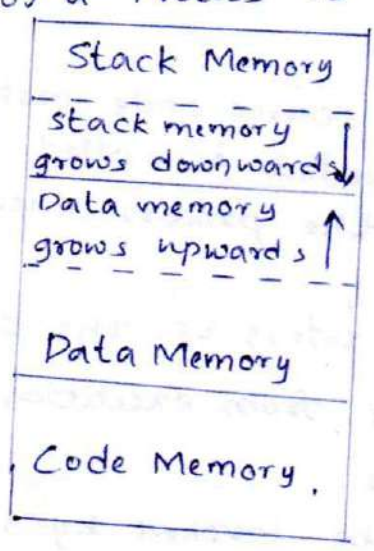 Stack Memory
stack memory
grows downwards
Data memory
grows upwards
Data Memory
Code Memory.